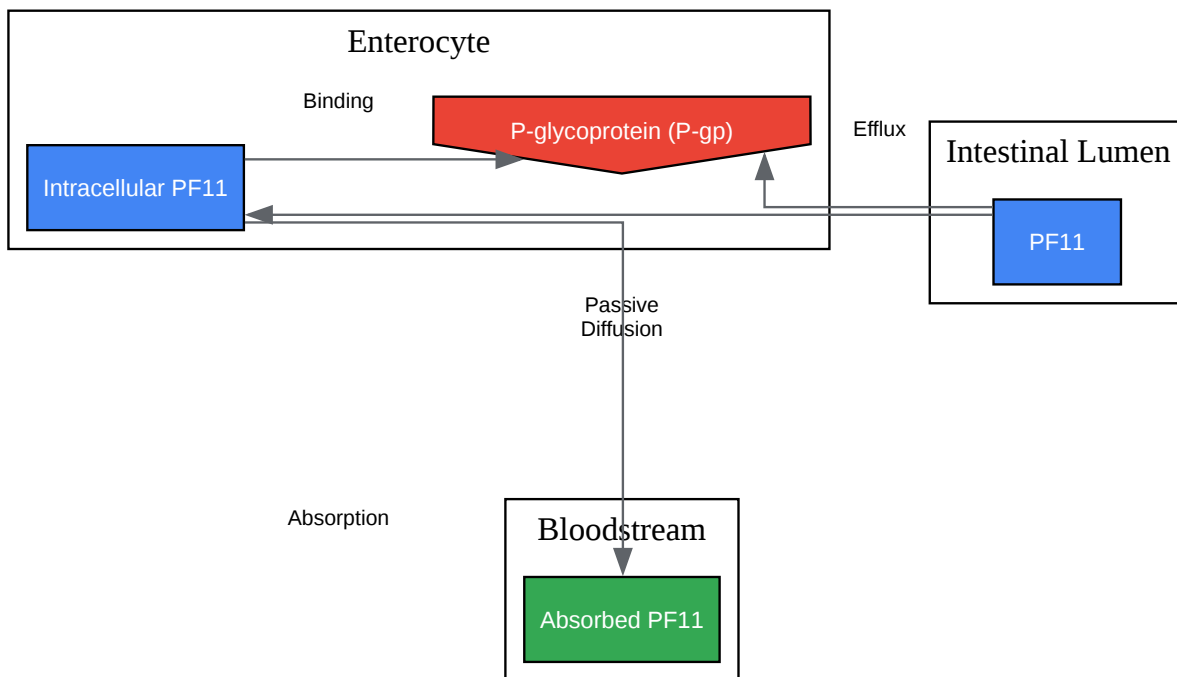 Enterocyte
Binding
P-glycoprotein (P-gp)
Efflux
Intestinal Lumen
Intracellular PF11
PF11
Passive
Diffusion
Absorption
Bloodstream
Absorbed PF11